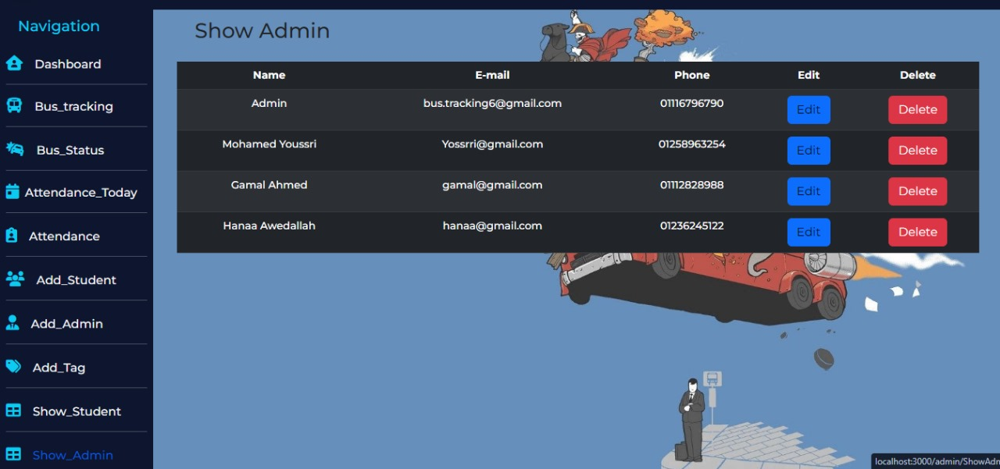 Navigation
Show Admin
Dashboard
Name E-mail Phone Edit Delete
Bus_tracking
Admin bus.tracking6@gmail.com 01116796790 Edit Delete
Bus_Status
Mohamed Youssri Yossrri@gmail.com 01258963254 Edit Delete
Attendance_Today
Gamal Ahmed gamal@gmail.com 01112828988 Edit Delete
Attendance
Hanaa Awedallah hanaa@gmail.com 01236245122 Edit Delete
Add_Student
Add_Admin
Add_Tag
Show_Student
Show_Admin
localhost:3000/admin/ShowAdn